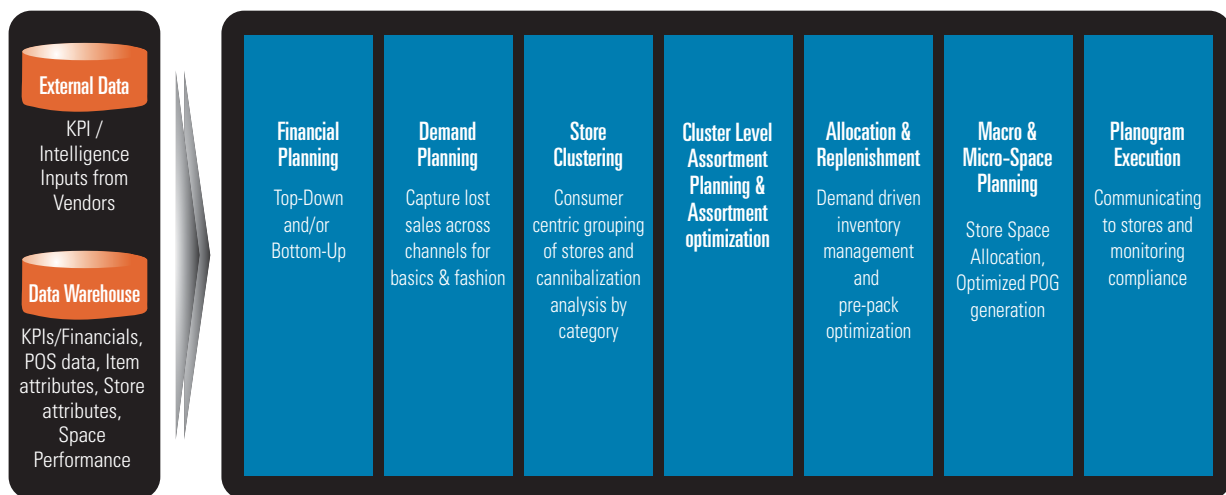 External Data
KPI /
Intelligence
Inputs from
Vendors
Data Warehouse
KPIs/Financials,
POS data, Item
attributes, Store
attributes,
Space
Performance
Financial
Planning
Top-Down
and/or
Bottom-Up
Demand
Planning
Capture lost
sales across
channels for
basics & fashion
Store
Clustering
Consumer
centric grouping
of stores and
cannibalization
analysis by
category
Cluster Level
Assortment
Planning &
Assortment
optimization
Allocation &
Replenishment
Demand driven
inventory
management
and
pre-pack
optimization
Macro &
Micro-Space
Planning
Store Space
Allocation,
Optimized POG
generation
Planogram
Execution
Communicating
to stores and
monitoring
compliance